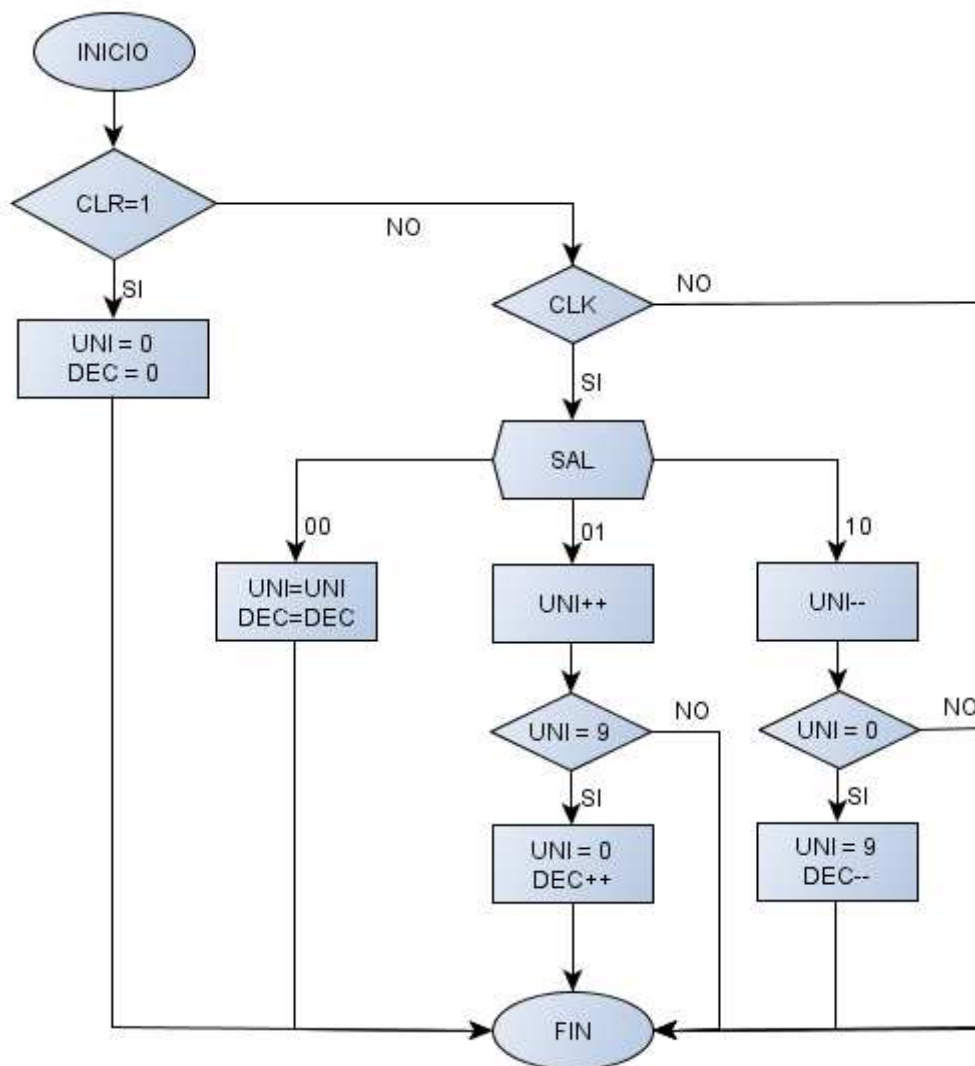 INICIO
CLR=1
NO
SI
CLK
NO
UNI = 0
DEC = 0
SI
SAL
00
01
10
UNI=UNI
DEC=DEC
UNI++
UNI--
UNI = 9
NO
UNI = 0
NO
SI
SI
UNI = 0
DEC++
UNI = 9
DEC--
FIN